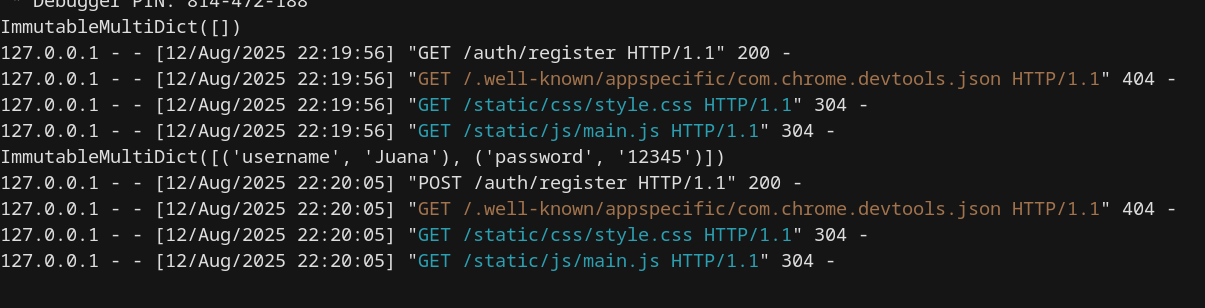 * Debugger PIN: 814-472-188
ImmutableMultiDict([])
127.0.0.1 - - [12/Aug/2025 22:19:56] "GET /auth/register HTTP/1.1" 200 -
127.0.0.1 - - [12/Aug/2025 22:19:56] "GET /.well-known/appspecific/com.chrome.devtools.json HTTP/1.1" 404 -
127.0.0.1 - - [12/Aug/2025 22:19:56] "GET /static/css/style.css HTTP/1.1" 304 -
127.0.0.1 - - [12/Aug/2025 22:19:56] "GET /static/js/main.js HTTP/1.1" 304 -
ImmutableMultiDict([('username', 'Juana'), ('password', '12345')])
127.0.0.1 - - [12/Aug/2025 22:20:05] "POST /auth/register HTTP/1.1" 200 -
127.0.0.1 - - [12/Aug/2025 22:20:05] "GET /.well-known/appspecific/com.chrome.devtools.json HTTP/1.1" 404 -
127.0.0.1 - - [12/Aug/2025 22:20:05] "GET /static/css/style.css HTTP/1.1" 304 -
127.0.0.1 - - [12/Aug/2025 22:20:05] "GET /static/js/main.js HTTP/1.1" 304 -